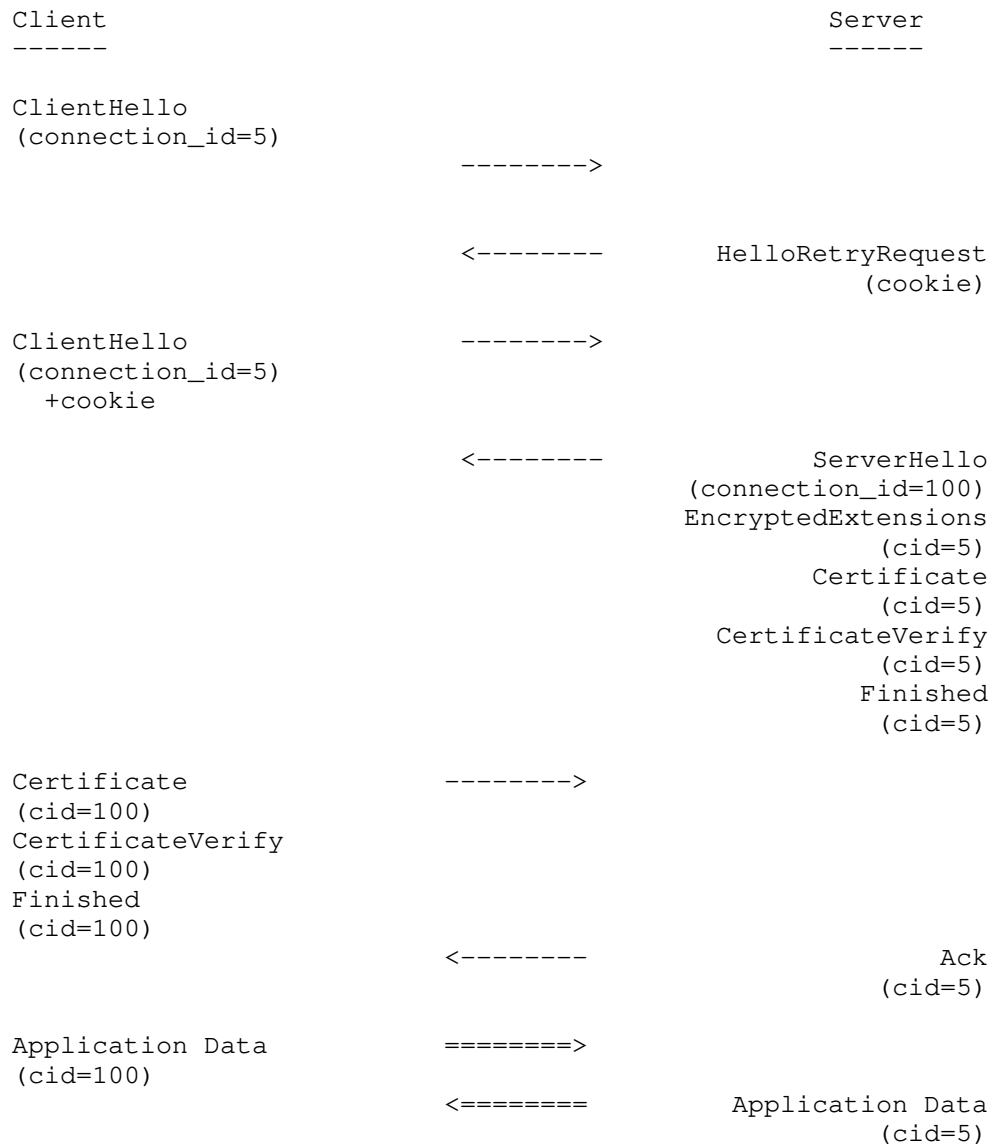 Client Server
------ ------
ClientHello
(connection_id=5)
-------->
<-------- HelloRetryRequest
(cookie)
ClientHello -------->
(connection_id=5)
+cookie
<-------- ServerHello
(connection_id=100)
EncryptedExtensions
(cid=5)
Certificate
(cid=5)
CertificateVerify
(cid=5)
Finished
(cid=5)
Certificate -------->
(cid=100)
CertificateVerify
(cid=100)
Finished
(cid=100)
<-------- Ack
(cid=5)
Application Data ========>
(cid=100)
<======== Application Data
(cid=5)